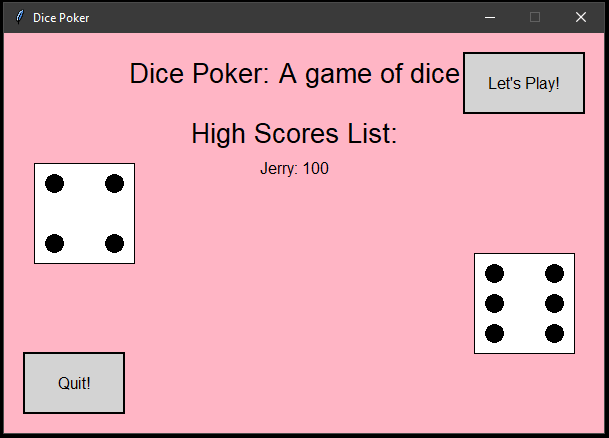 Dice Poker
Dice Poker: A game of dice
Let's Play!
High Scores List:
Jerry: 100
Quit!